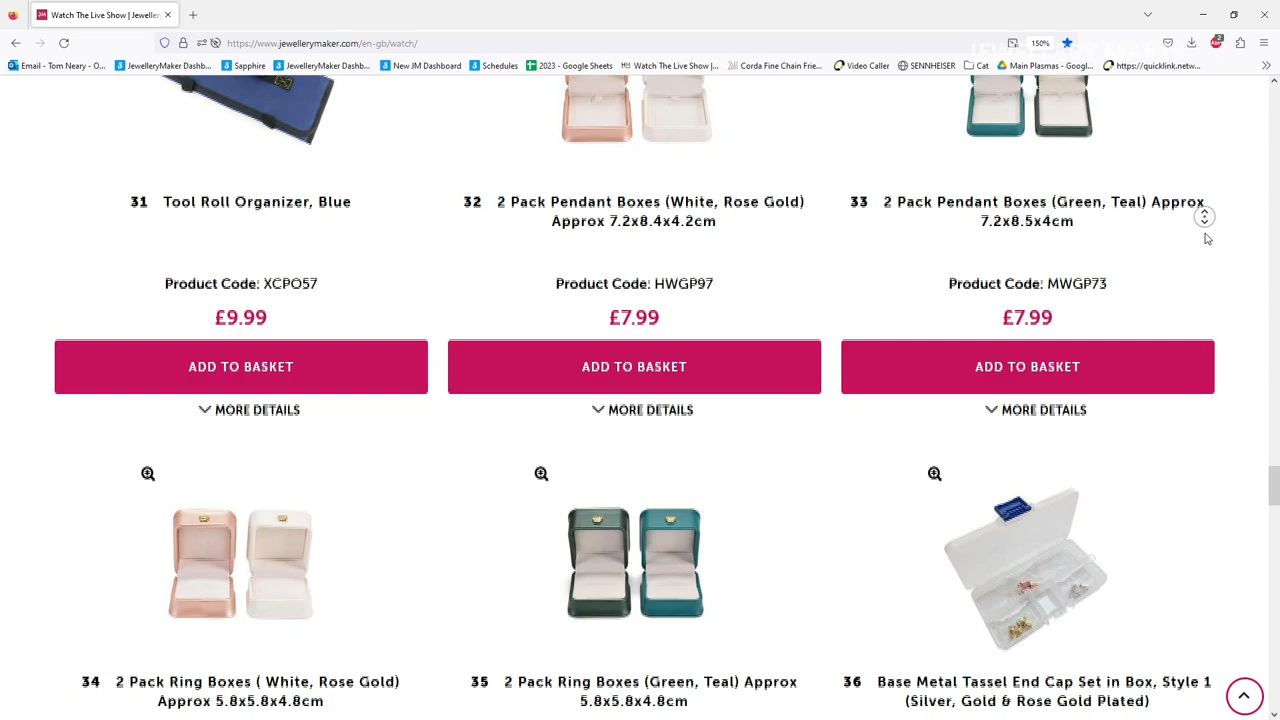 Watch The Live Show | Jeweller
https://www.jewellerymaker.com/en-gb/watch/
150%
2
Email - Tom Neary - O... JewelleryMaker Dashb... Sapphire JewelleryMaker Dashb... New JM Dashboard Schedules 2023 - Google Sheets Watch The Live Show |... Corda Fine Chain Frie... Video Caller SENNHEISER Cat Main Plasmas - Googl... https://quicklink.netw...
31 Tool Roll Organizer, Blue
Product Code: XCPO57
£9.99
ADD TO BASKET
MORE DETAILS
32 2 Pack Pendant Boxes (White, Rose Gold)
Approx 7.2x8.4x4.2cm
Product Code: HWGP97
£7.99
ADD TO BASKET
MORE DETAILS
33 2 Pack Pendant Boxes (Green, Teal) Approx
7.2x8.5x4cm
Product Code: MWGP73
£7.99
ADD TO BASKET
MORE DETAILS
34 2 Pack Ring Boxes ( White, Rose Gold)
Approx 5.8x5.8x4.8cm
35 2 Pack Ring Boxes (Green, Teal) Approx
5.8x5.8x4.8cm
36 Base Metal Tassel End Cap Set in Box, Style 1
(Silver, Gold & Rose Gold Plated)